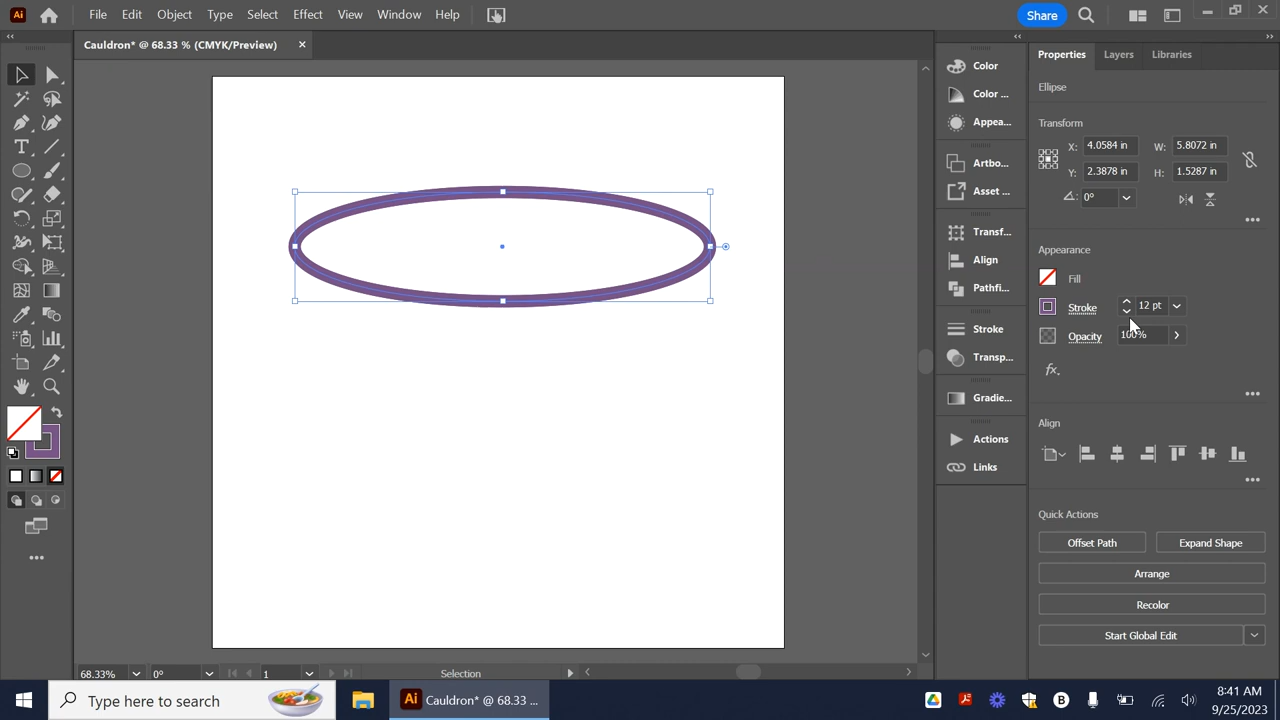 Ai File Edit Object Type Select Effect View Window Help Share
Cauldron* @ 68.33 % (CMYK/Preview)
Color
Color ...
Appea...
Artbo...
Asset ...
Transf...
Align
Pathfi...
Stroke
Transp...
Gradie...
Actions
Links
Properties Layers Libraries
Ellipse
Transform
X: 4.0584 in W: 5.8072 in
Y: 2.3878 in H: 1.5287 in
0°
Appearance
Fill
Stroke 12 pt
Opacity 100%
fx.
Align
Quick Actions
Offset Path Expand Shape
Arrange
Recolor
Start Global Edit
68.33% 0° 1 Selection
Type here to search
Ai Cauldron* @ 68.33 ...
8:41 AM
9/25/2023